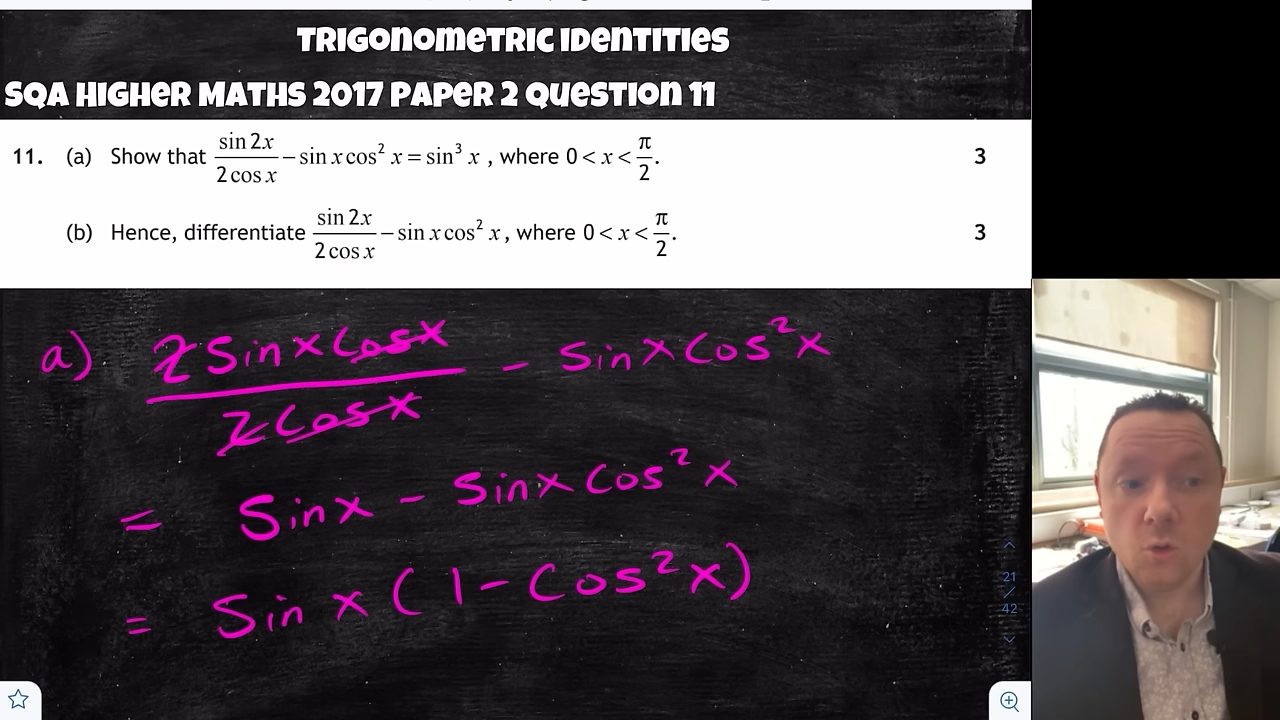 Trigonometric Identities
SQA Higher Maths 2017 Paper 2 Question 11
11. (a) Show that sin 2x / 2 cos x − sin x cos² x = sin³ x, where 0 < x < π/2. 3
(b) Hence, differentiate sin 2x / 2 cos x − sin x cos² x, where 0 < x < π/2. 3
a) 2 Sin x Cos x / 2 Cos x − Sin x Cos² x
= Sin x − Sin x Cos² x
= Sin x (1 − Cos² x)
21
/
42